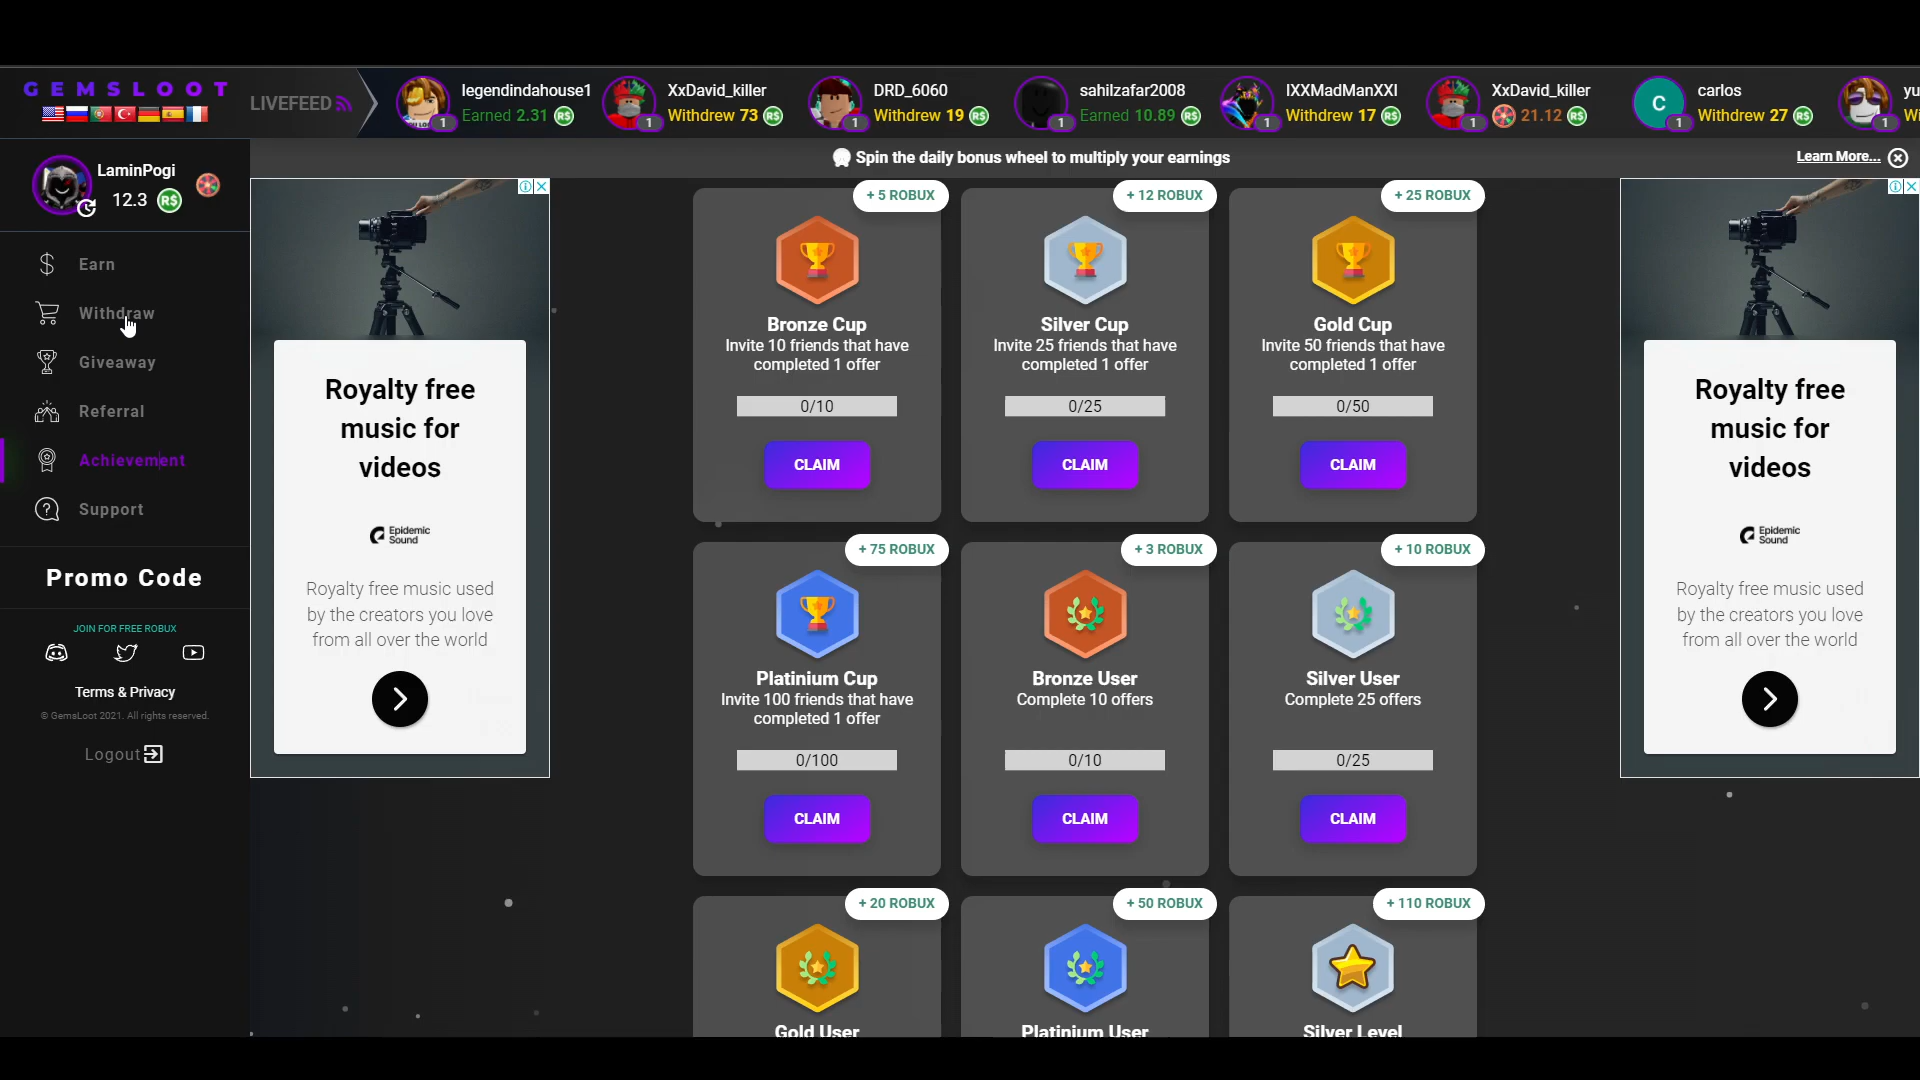 GEMSLOOT
LIVEFEED
legendindahouse1
Earned 2.31 R$
1
XxDavid_killer
Withdrew 73 R$
1
DRD_6060
Withdrew 19 R$
1
sahilzafar2008
Earned 10.89 R$
1
IXXMadManXXI
Withdrew 17 R$
1
XxDavid_killer
21.12 R$
1
C
carlos
Withdrew 27 R$
1
yu
Wi
1
LaminPogi
12.3 R$
Spin the daily bonus wheel to multiply your earnings
Learn More...
Earn
Withdraw
Giveaway
Referral
Achievement
Support
Promo Code
JOIN FOR FREE ROBUX
Terms & Privacy
© GemsLoot 2021. All rights reserved.
Logout
Royalty free
music for
videos
Epidemic
Sound
Royalty free music used
by the creators you love
from all over the world
+ 5 ROBUX
Bronze Cup
Invite 10 friends that have
completed 1 offer
0/10
CLAIM
+ 12 ROBUX
Silver Cup
Invite 25 friends that have
completed 1 offer
0/25
CLAIM
+ 25 ROBUX
Gold Cup
Invite 50 friends that have
completed 1 offer
0/50
CLAIM
+ 75 ROBUX
Platinium Cup
Invite 100 friends that have
completed 1 offer
0/100
CLAIM
+ 3 ROBUX
Bronze User
Complete 10 offers
0/10
CLAIM
+ 10 ROBUX
Silver User
Complete 25 offers
0/25
CLAIM
+ 20 ROBUX
Gold User
+ 50 ROBUX
Platinium User
+ 110 ROBUX
Silver Level
Royalty free
music for
videos
Epidemic
Sound
Royalty free music used
by the creators you love
from all over the world